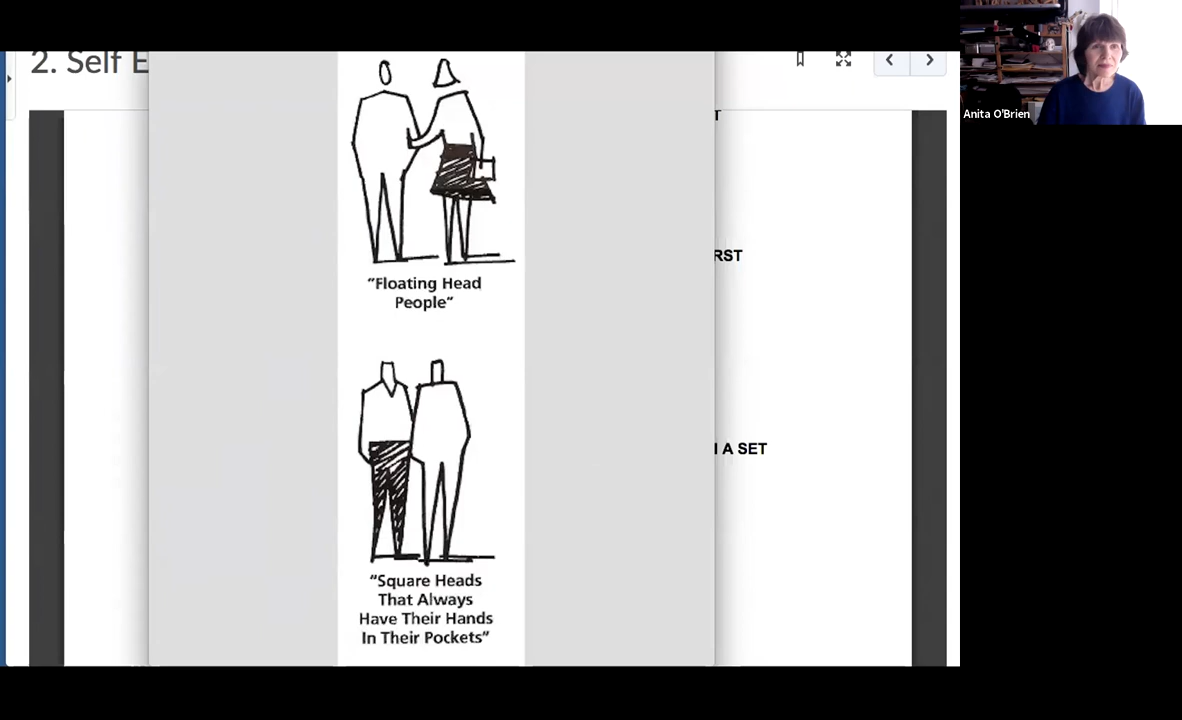 2. Self E
Anita O'Brien
T
RST
"Floating Head
People"
A SET
"Square Heads
That Always
Have Their Hands
In Their Pockets"